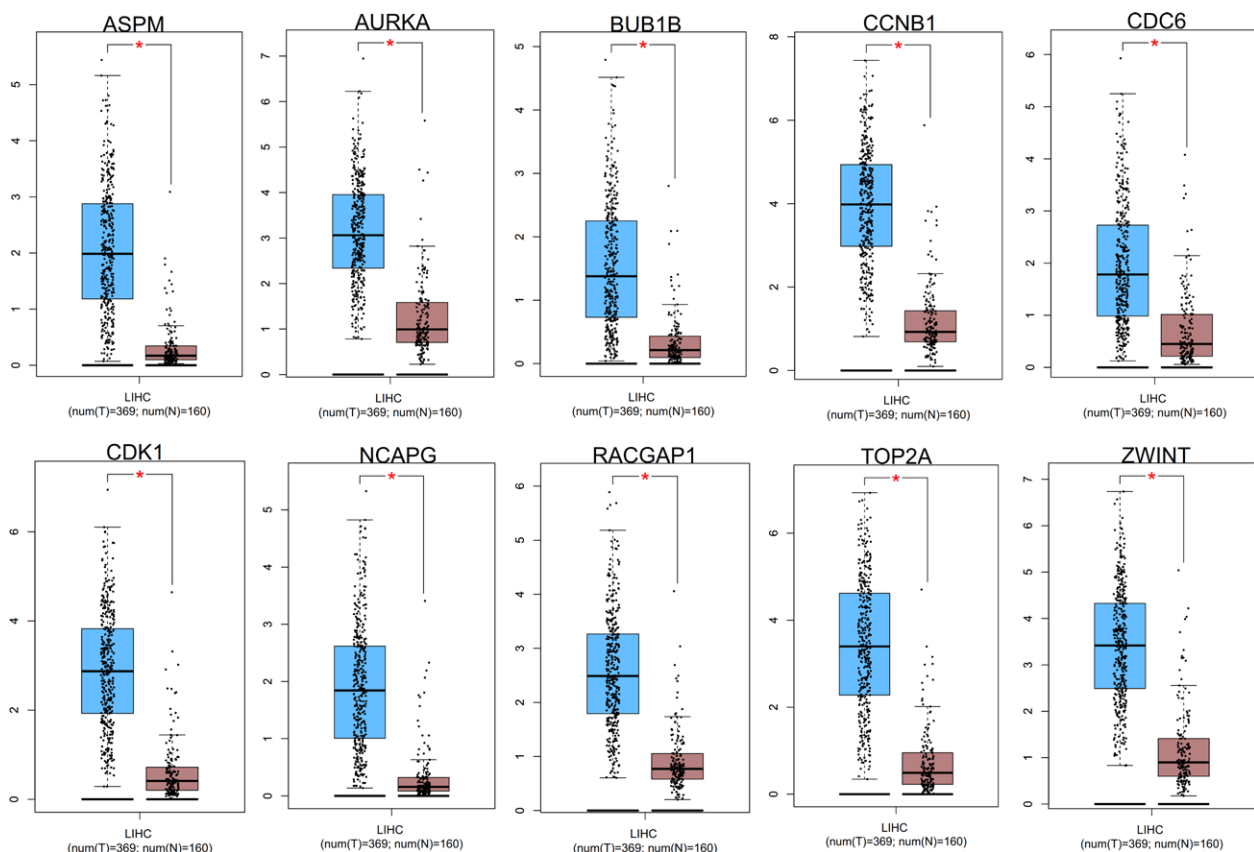 ASPM
*
5
4
3
2
1
0
LIHC
(num(T)=369; num(N)=160)
AURKA
*
7
6
5
4
3
2
1
0
LIHC
(num(T)=369; num(N)=160)
BUB1B
*
5
4
3
2
1
0
LIHC
(num(T)=369; num(N)=160)
CCNB1
*
8
6
4
2
0
LIHC
(num(T)=369; num(N)=160)
CDC6
*
6
5
4
3
2
1
0
LIHC
(num(T)=369; num(N)=160)
CDK1
*
6
4
2
0
LIHC
(num(T)=369; num(N)=160)
NCAPG
*
5
4
3
2
1
0
LIHC
(num(T)=369; num(N)=160)
RACGAP1
*
6
5
4
3
2
1
0
LIHC
(num(T)=369; num(N)=160)
TOP2A
*
6
4
2
0
LIHC
(num(T)=369; num(N)=160)
ZWINT
*
7
6
5
4
3
2
1
0
LIHC
(num(T)=369; num(N)=160)